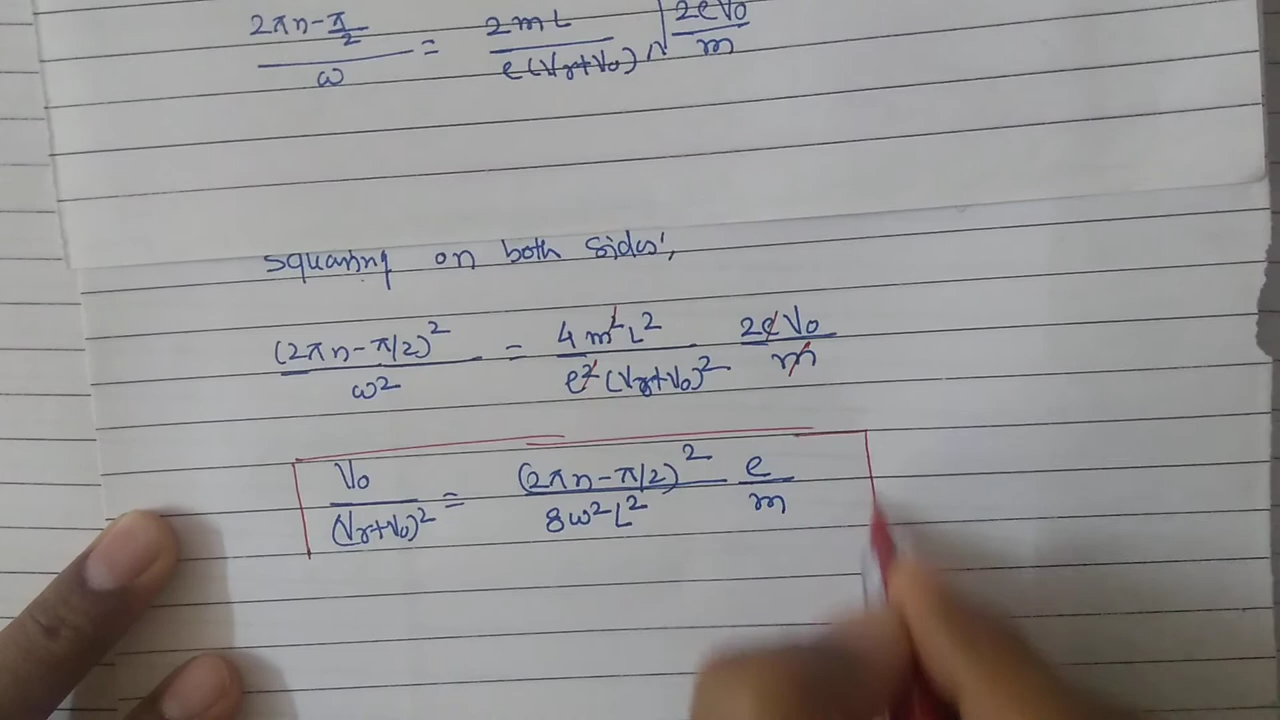 (2πn-π/2)/ω = 2mL/e(Vr+V0) √(2eV0/m)
squaring on both sides',
(2πn-π/2)²/ω² = 4m²L²/e²(Vr+V0)² 2eV0/m
V0/(Vr+V0)² = (2πn-π/2)²/8ω²L² e/m